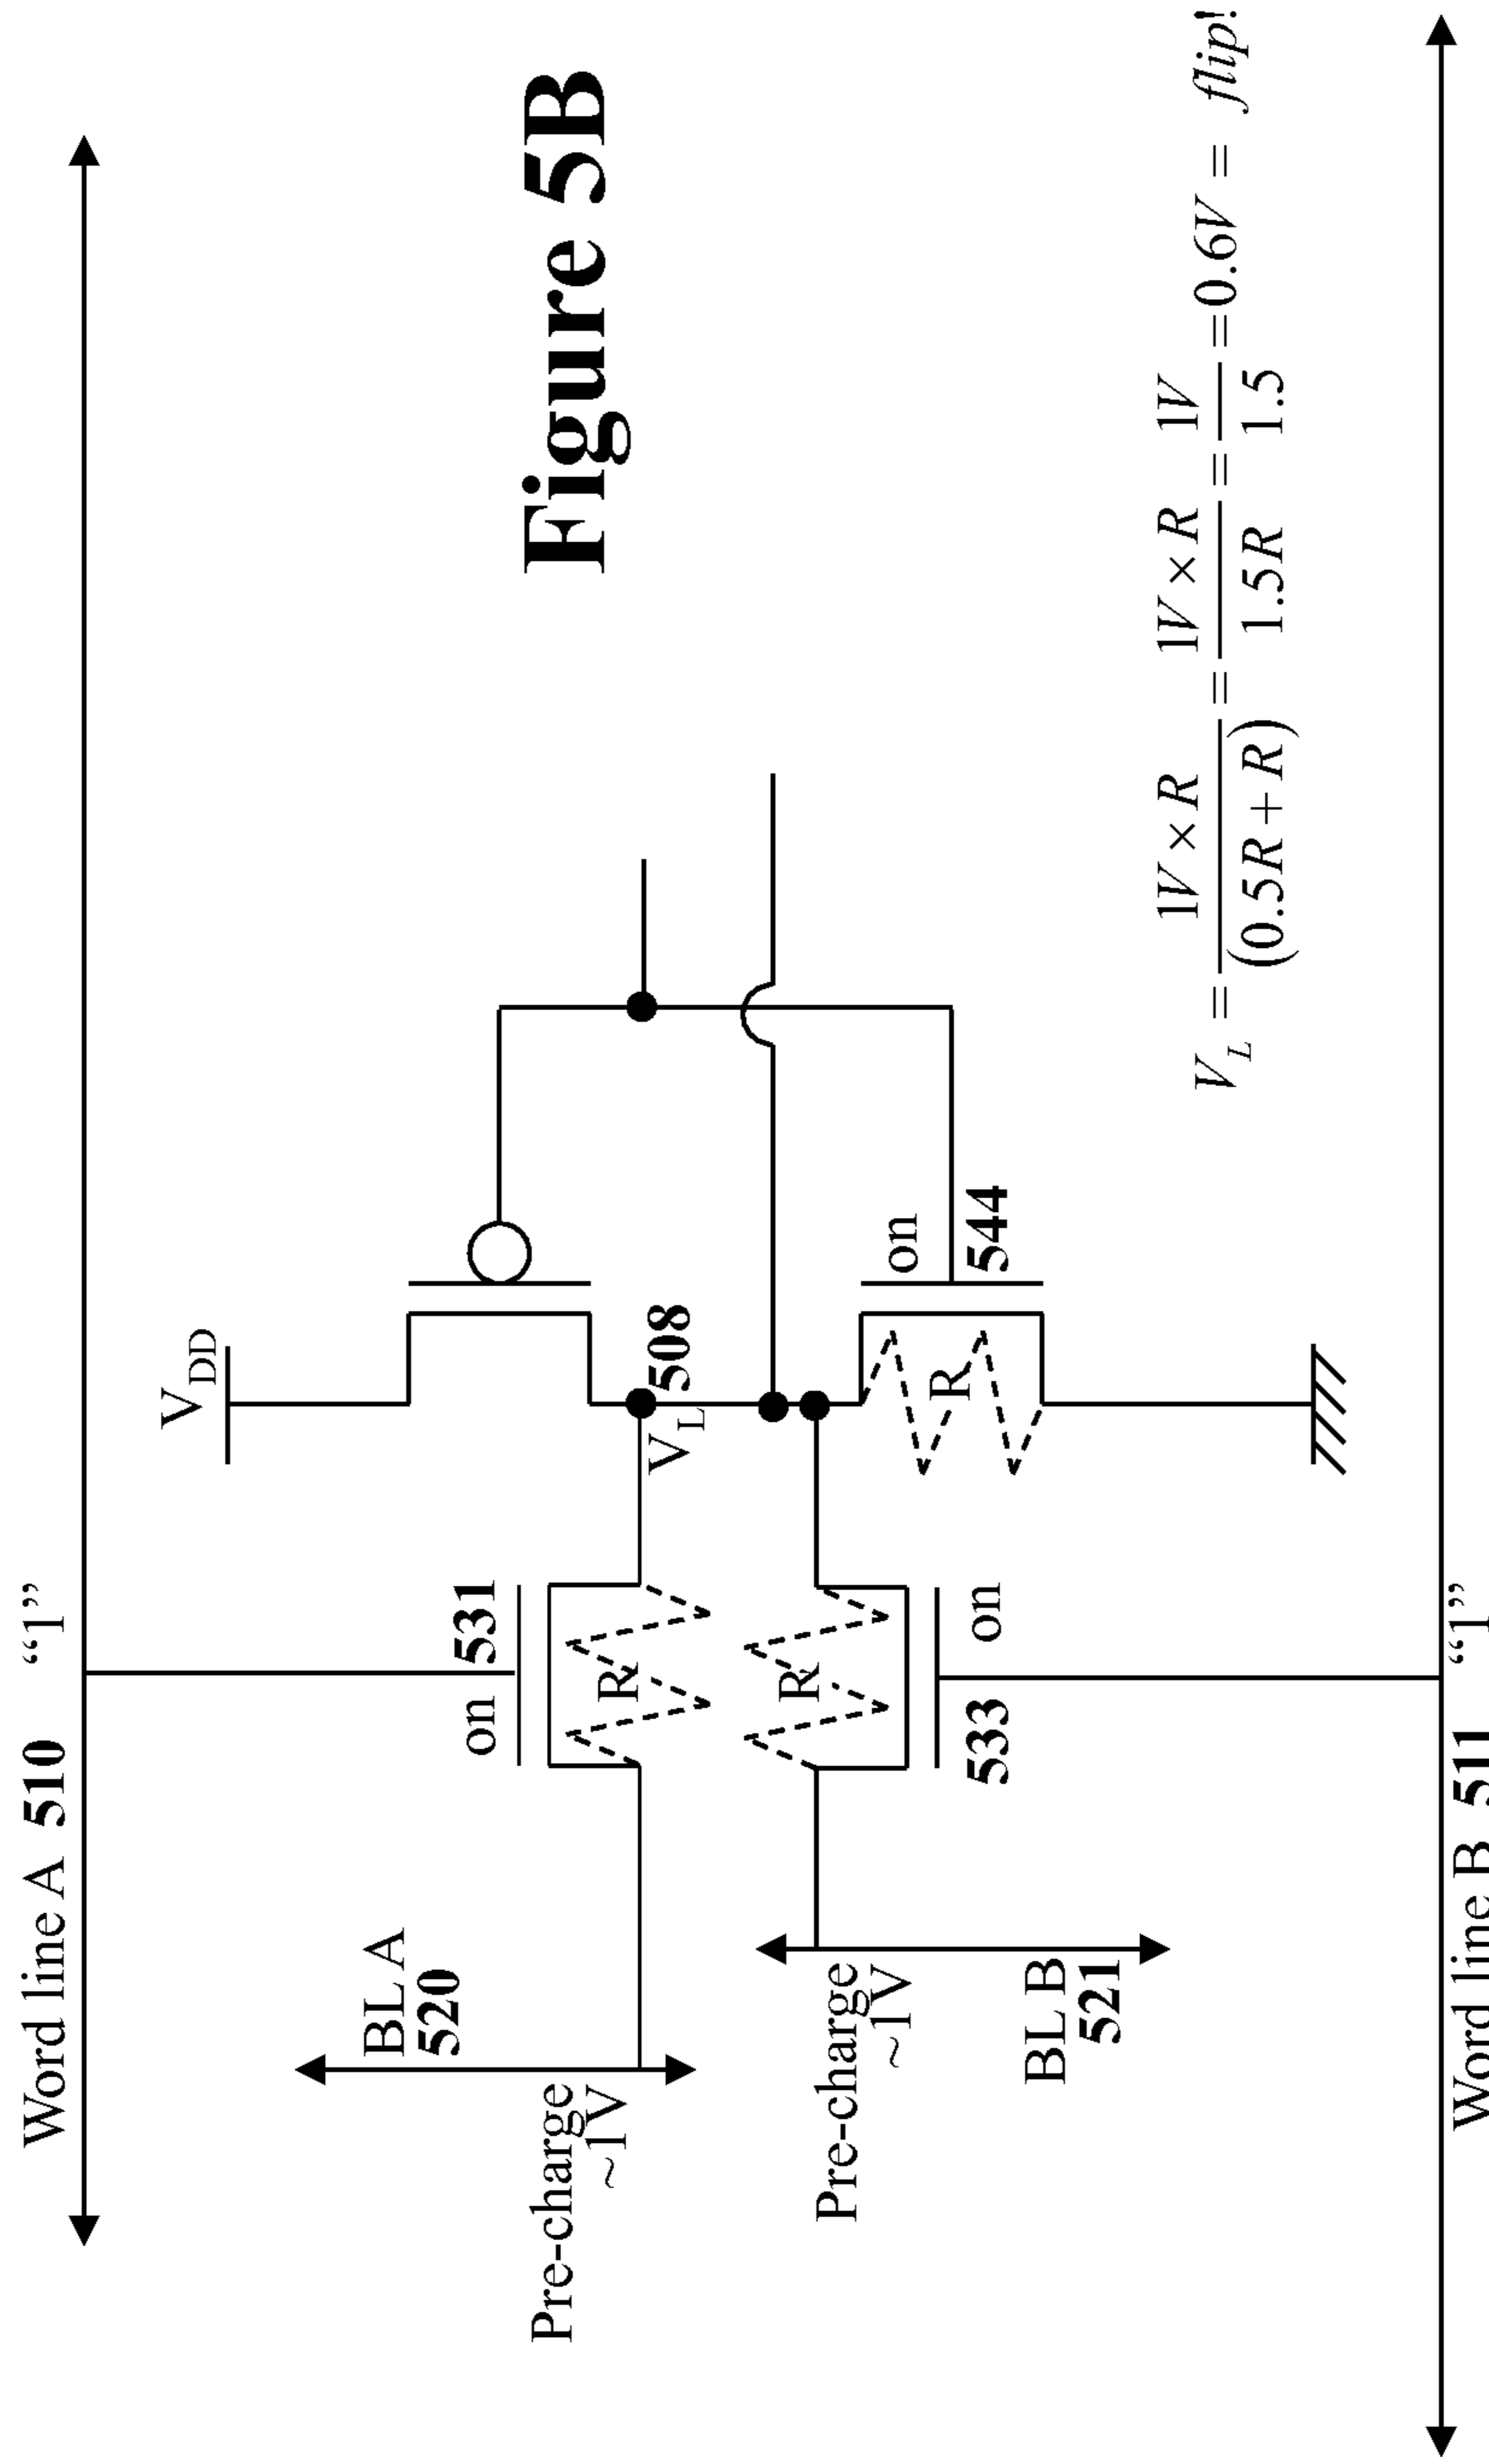 Word line A 510 “1”
V_DD
BL A
520
on 531
R
Pre-charge
~1V
V_L
508
Figure 5B
Pre-charge
~1V
R
on
544
R
BL B
521
533 on
V_L = 1V × R / (0.5R + R) = 1V × R / 1.5R = 1V / 1.5 = 0.6V = flip!
Word line B 511 “1”